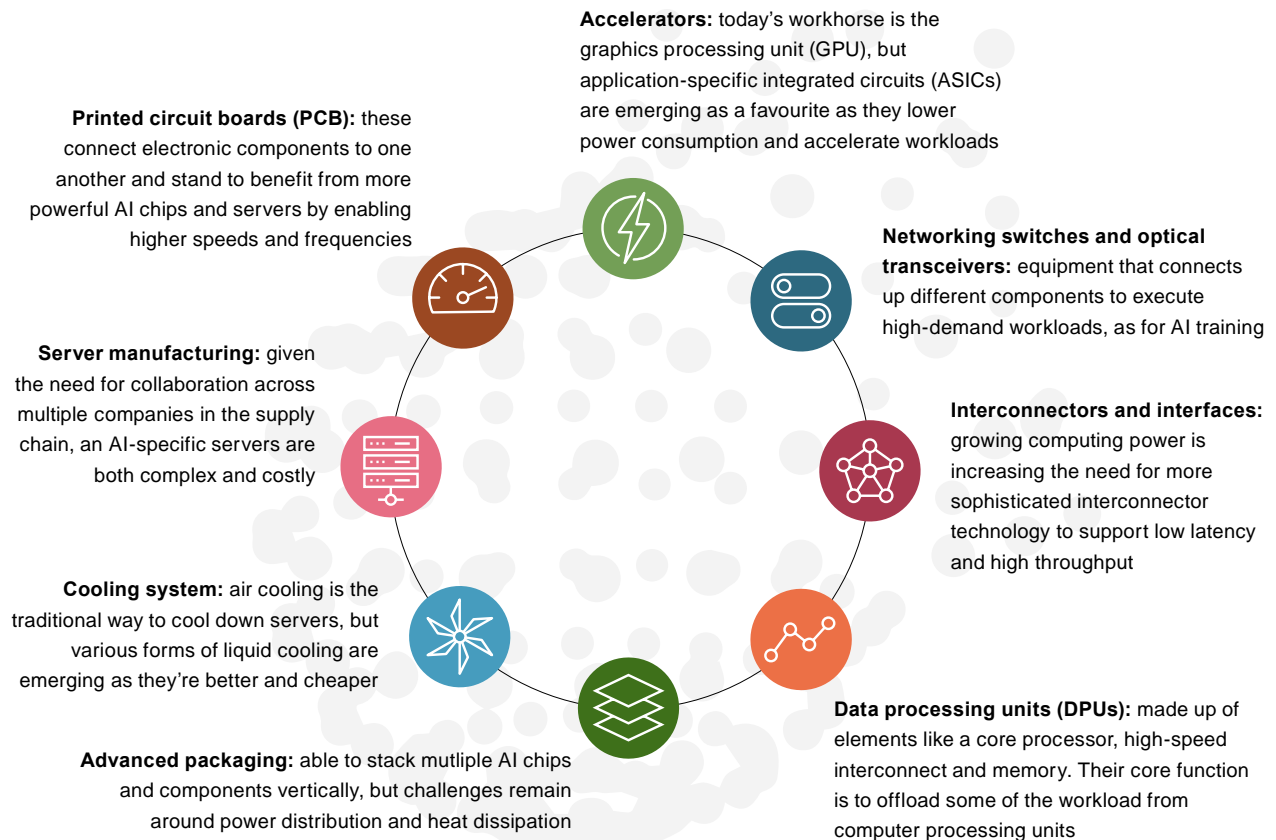 Accelerators: today's workhorse is the
graphics processing unit (GPU), but
application-specific integrated circuits (ASICs)
are emerging as a favourite as they lower
power consumption and accelerate workloads
Networking switches and optical
transceivers: equipment that connects
up different components to execute
high-demand workloads, as for AI training
Interconnectors and interfaces:
growing computing power is
increasing the need for more
sophisticated interconnector
technology to support low latency
and high throughput
Data processing units (DPUs): made up of
elements like a core processor, high-speed
interconnect and memory. Their core function
is to offload some of the workload from
computer processing units
Advanced packaging: able to stack mutliple AI chips
and components vertically, but challenges remain
around power distribution and heat dissipation
Cooling system: air cooling is the
traditional way to cool down servers, but
various forms of liquid cooling are
emerging as they're better and cheaper
Server manufacturing: given
the need for collaboration across
multiple companies in the supply
chain, an AI-specific servers are
both complex and costly
Printed circuit boards (PCB): these
connect electronic components to one
another and stand to benefit from more
powerful AI chips and servers by enabling
higher speeds and frequencies